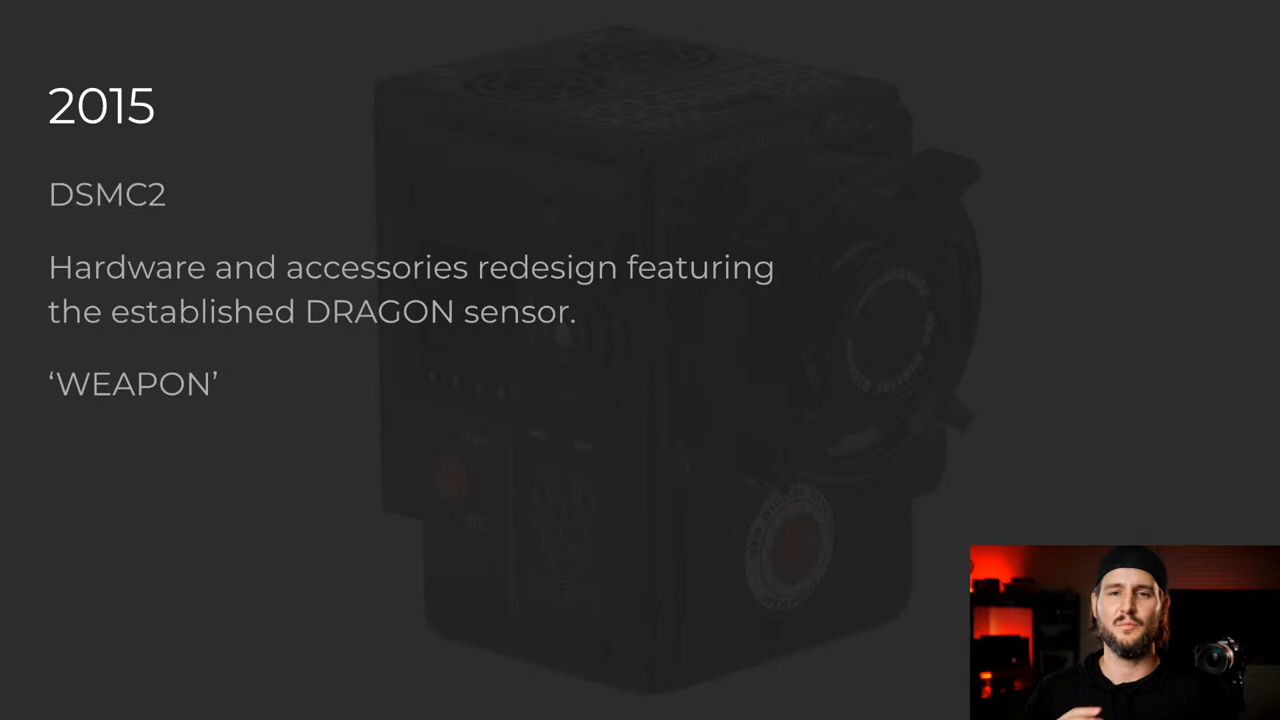 2015
DSMC2
Hardware and accessories redesign featuring
the established DRAGON sensor.
‘WEAPON’